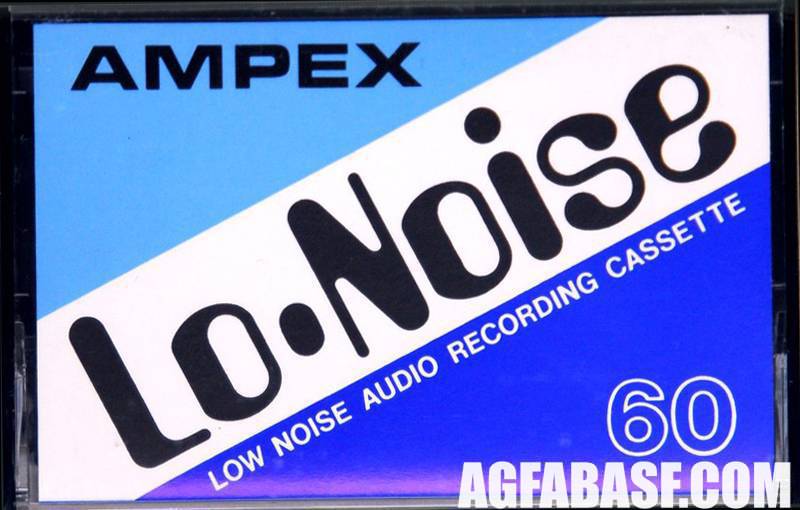 AMPEX
Lo•Noise
LOW NOISE AUDIO RECORDING CASSETTE
60
AGFABASF.COM